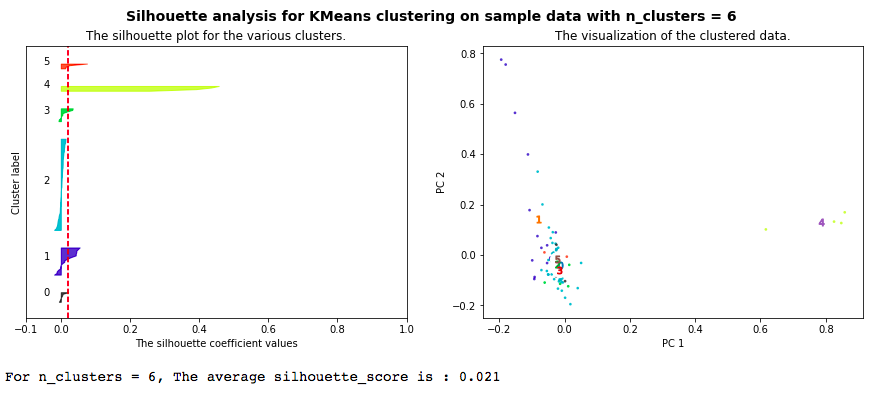 Silhouette analysis for KMeans clustering on sample data with n_clusters = 6
The silhouette plot for the various clusters.
Cluster label
5
4
3
2
1
0
−0.1 0.0 0.2 0.4 0.6 0.8 1.0
The silhouette coefficient values
The visualization of the clustered data.
PC 2
0.8
0.6
0.4
0.2
0.0
−0.2
1
4
5
3
−0.2 0.0 0.2 0.4 0.6 0.8
PC 1
For n_clusters = 6, The average silhouette_score is : 0.021